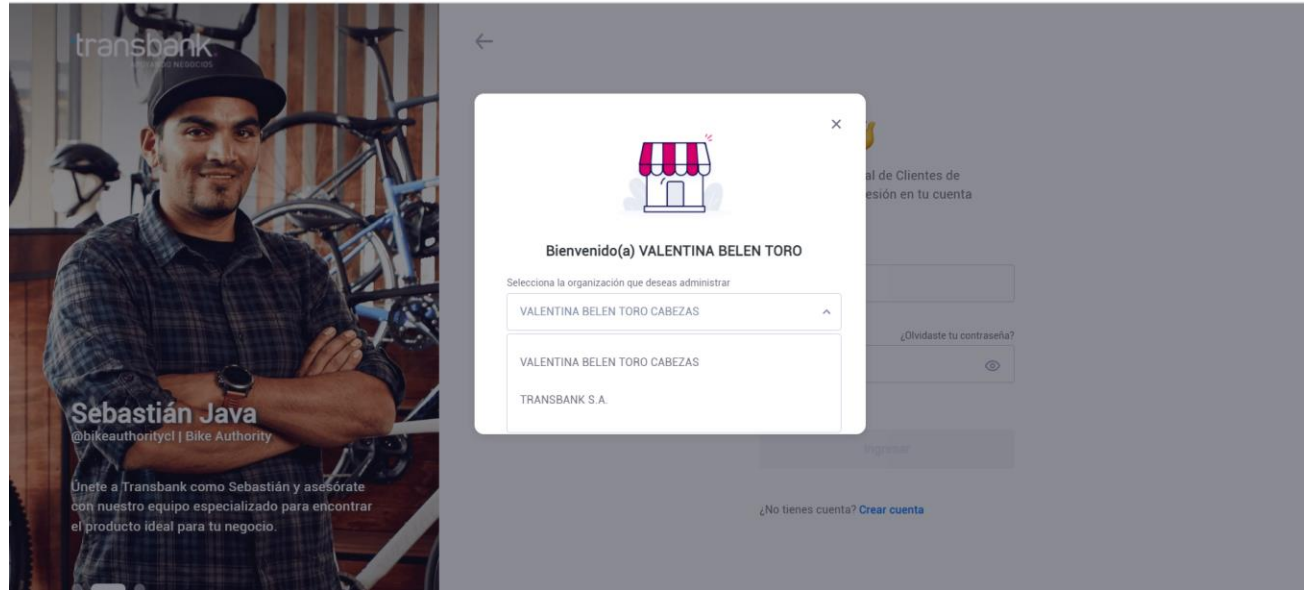 transbank.
APOYANDO NEGOCIOS
Sebastián Java
@bikeauthoritycl | Bike Authority
Únete a Transbank como Sebastián y asesórate
con nuestro equipo especializado para encontrar
el producto ideal para tu negocio.
al de Clientes de
esión en tu cuenta
Bienvenido(a) VALENTINA BELEN TORO
Selecciona la organización que deseas administrar
VALENTINA BELEN TORO CABEZAS
VALENTINA BELEN TORO CABEZAS
TRANSBANK S.A.
¿Olvidaste tu contraseña?
Ingresar
¿No tienes cuenta? Crear cuenta